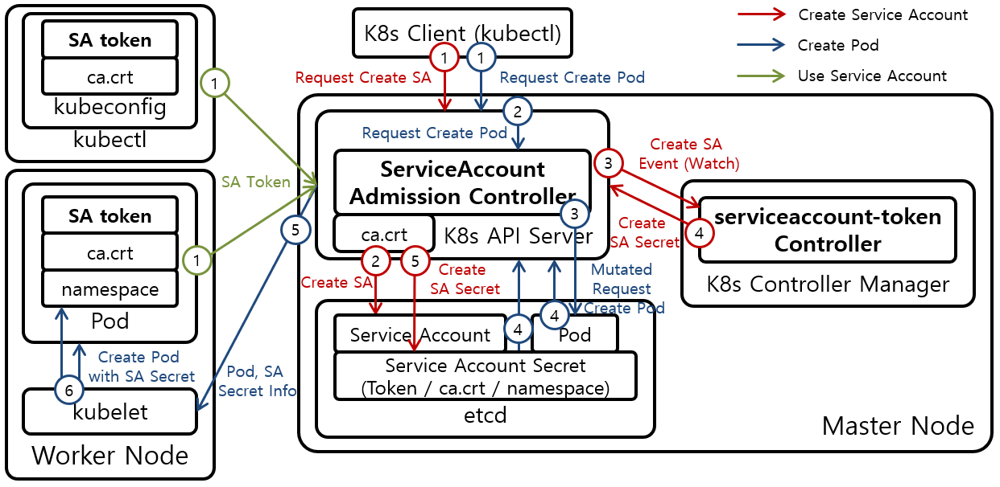 SA token
ca.crt
kubeconfig
kubectl
1
K8s Client (kubectl)
1
1
Request Create SA
Request Create Pod
Create Service Account
Create Pod
Use Service Account
2
Request Create Pod
ServiceAccount
Admission Controller
3
ca.crt
K8s API Server
3
Create SA
Event (Watch)
Create
SA Secret
4
serviceaccount-token
Controller
K8s Controller Manager
SA Token
5
SA token
ca.crt
namespace
Pod
1
2
5
Create SA
Create
SA Secret
Mutated
Request
Create Pod
4
4
Service Account
Pod
Service Account Secret
(Token / ca.crt / namespace)
etcd
Create Pod
with SA Secret
6
Pod, SA
Secret Info
kubelet
Worker Node
Master Node